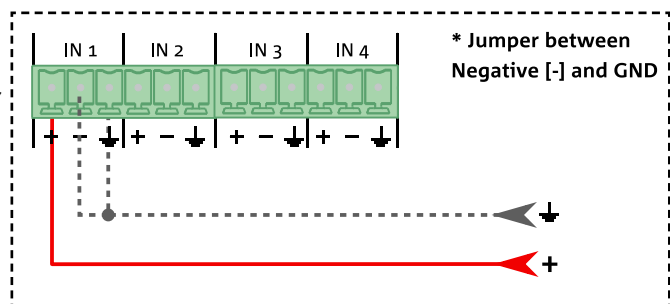 IN 1 IN 2 IN 3 IN 4
* Jumper between
Negative [-] and GND
+ − + − + − + −
+